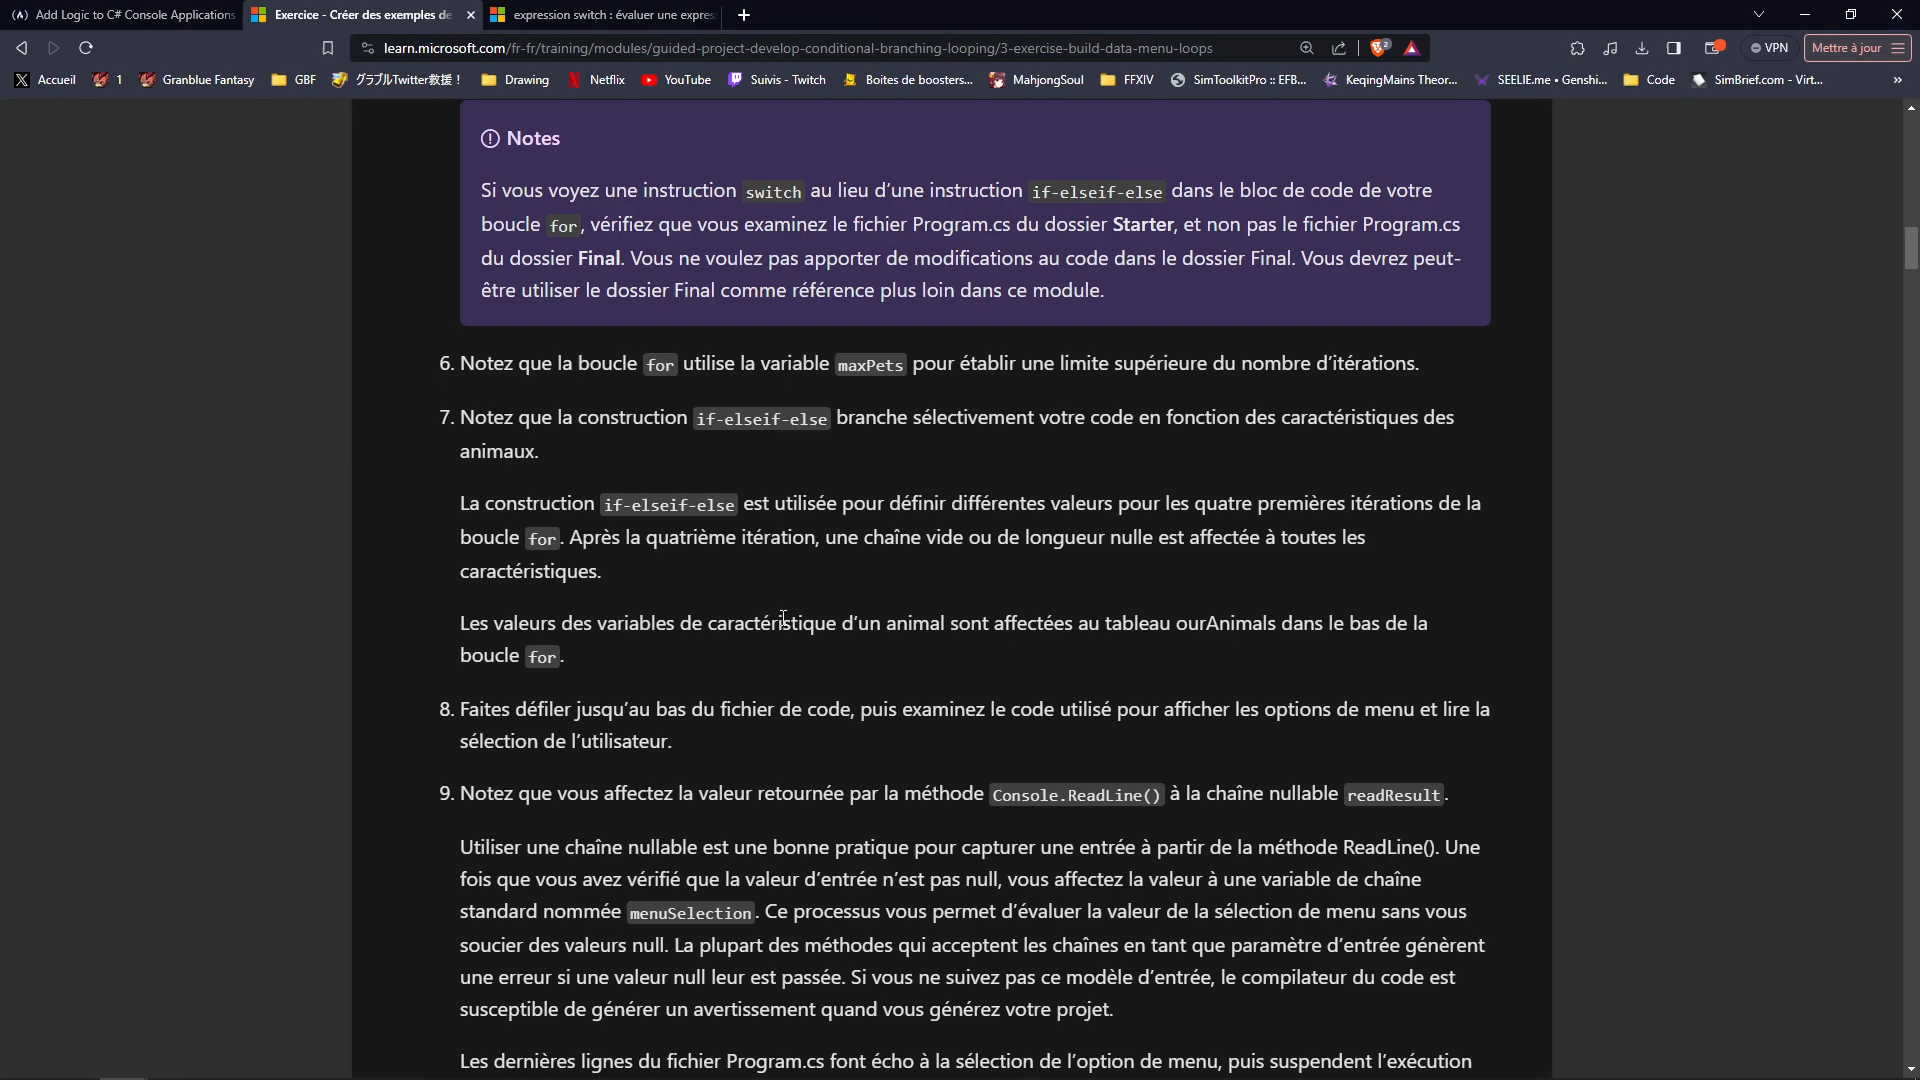 Add Logic to C# Console Applications
Exercice - Créer des exemples de
expression switch : évaluer une expres
learn.microsoft.com/fr-fr/training/modules/guided-project-develop-conditional-branching-looping/3-exercise-build-data-menu-loops
2
VPN
Mettre à jour
Accueil
1
Granblue Fantasy
GBF
グラブルTwitter救援！
Drawing
Netflix
YouTube
Suivis - Twitch
Boites de boosters...
MahjongSoul
FFXIV
SimToolkitPro :: EFB...
KeqingMains Theor...
SEELIE.me • Genshi...
Code
SimBrief.com - Virt...
»
Notes
Si vous voyez une instruction switch au lieu d’une instruction if-elseif-else dans le bloc de code de votre
boucle for, vérifiez que vous examinez le fichier Program.cs du dossier Starter, et non pas le fichier Program.cs
du dossier Final. Vous ne voulez pas apporter de modifications au code dans le dossier Final. Vous devrez peut-
être utiliser le dossier Final comme référence plus loin dans ce module.
6. Notez que la boucle for utilise la variable maxPets pour établir une limite supérieure du nombre d’itérations.
7. Notez que la construction if-elseif-else branche sélectivement votre code en fonction des caractéristiques des
animaux.
La construction if-elseif-else est utilisée pour définir différentes valeurs pour les quatre premières itérations de la
boucle for. Après la quatrième itération, une chaîne vide ou de longueur nulle est affectée à toutes les
caractéristiques.
Les valeurs des variables de caractéristique d’un animal sont affectées au tableau ourAnimals dans le bas de la
boucle for.
8. Faites défiler jusqu’au bas du fichier de code, puis examinez le code utilisé pour afficher les options de menu et lire la
sélection de l’utilisateur.
9. Notez que vous affectez la valeur retournée par la méthode Console.ReadLine() à la chaîne nullable readResult.
Utiliser une chaîne nullable est une bonne pratique pour capturer une entrée à partir de la méthode ReadLine(). Une
fois que vous avez vérifié que la valeur d’entrée n’est pas null, vous affectez la valeur à une variable de chaîne
standard nommée menuSelection. Ce processus vous permet d’évaluer la valeur de la sélection de menu sans vous
soucier des valeurs null. La plupart des méthodes qui acceptent les chaînes en tant que paramètre d’entrée génèrent
une erreur si une valeur null leur est passée. Si vous ne suivez pas ce modèle d’entrée, le compilateur du code est
susceptible de générer un avertissement quand vous générez votre projet.
Les dernières lignes du fichier Program.cs font écho à la sélection de l’option de menu, puis suspendent l’exécution